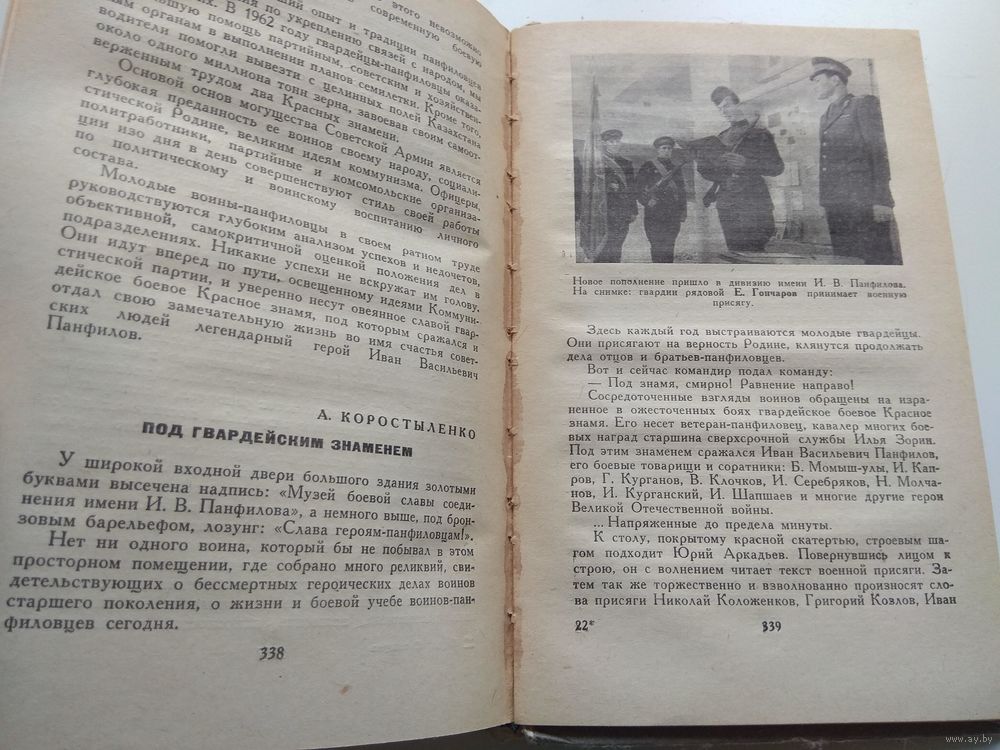 этого невозможно
современную боевую
опыт и традиции панфиловцев
по укреплению связей с народом, мы
В 1962 году гвардейцы-панфиловцы оказа-
помощь партийным, советским и хозяйствен-
органам в выполнении планов семилетки. Кроме того,
водители помогли вывезти с целинных полей Казахстана
около одного миллиона тонн зерна, завоевав своим самоот-
верженным трудом два Красных знамени.
Основой основ могущества Советской Армии является
глубокая преданность ее воинов своему народу, социали-
стической Родине, великим идеям коммунизма. Офицеры,
политработники, партийные и комсомольские организа-
ции изо дня в день совершенствуют стиль своей работы
по политическому и воинскому воспитанию личного
состава.
Молодые воины-панфиловцы в своем ратном труде
руководствуются глубоким анализом успехов и недочетов,
объективной, самокритичной оценкой положения дел в
подразделениях. Никакие успехи не вскружат им голову.
Они идут вперед по пути, освещенному идеями Коммуни-
стической партии, и уверенно несут овеянное славой гвар-
дейское боевое Красное знамя, под которым сражался и
отдал свою замечательную жизнь во имя счастья совет-
ских людей легендарный герой Иван Васильевич
Панфилов.
А. КОРОСТЫЛЕНКО
ПОД ГВАРДЕЙСКИМ ЗНАМЕНЕМ
У широкой входной двери большого здания золотыми
буквами высечена надпись: «Музей боевой славы соеди-
нения имени И. В. Панфилова», а немного выше, под брон-
зовым барельефом, лозунг: «Слава героям-панфиловцам!».
Нет ни одного воина, который бы не побывал в этом
просторном помещении, где собрано много реликвий, сви-
детельствующих о бессмертных героических делах воинов
старшего поколения, о жизни и боевой учебе воинов-пан-
филовцев сегодня.
338
Новое пополнение пришло в дивизию имени И. В. Панфилова.
На снимке: гвардии рядовой Е. Гончаров принимает военную
присягу.
Здесь каждый год выстраиваются молодые гвардейцы.
Они присягают на верность Родине, клянутся продолжать
дела отцов и братьев-панфиловцев.
Вот и сейчас командир подал команду:
— Под знамя, смирно! Равнение направо!
Сосредоточенные взгляды воинов обращены на изра-
ненное в ожесточенных боях гвардейское боевое Красное
знамя. Его несет ветеран-панфиловец, кавалер многих бое-
вых наград старшина сверхсрочной службы Илья Зорин.
Под этим знаменем сражался Иван Васильевич Панфилов,
его боевые товарищи и соратники: Б. Момыш-улы, И. Кап-
ров, Г. Курганов, В. Клочков, И. Серебряков, Н. Молча-
нов, И. Курганский, И. Шапшаев и многие другие герои
Великой Отечественной войны.
... Напряженные до предела минуты.
К столу, покрытому красной скатертью, строевым ша-
гом подходит Юрий Аркадьев. Повернувшись лицом к
строю, он с волнением читает текст военной присяги. За-
тем так же торжественно и взволнованно произносят сло-
ва присяги Николай Коложенков, Григорий Козлов, Иван
22*
339
www.ay.by